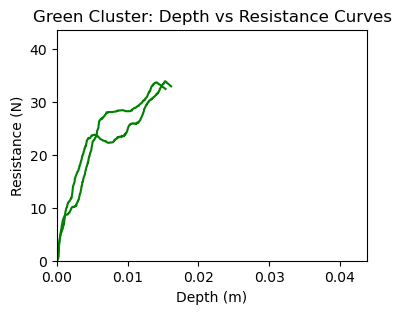 Green Cluster: Depth vs Resistance Curves
40
30
20
10
0
Resistance (N)
0.00 0.01 0.02 0.03 0.04
Depth (m)